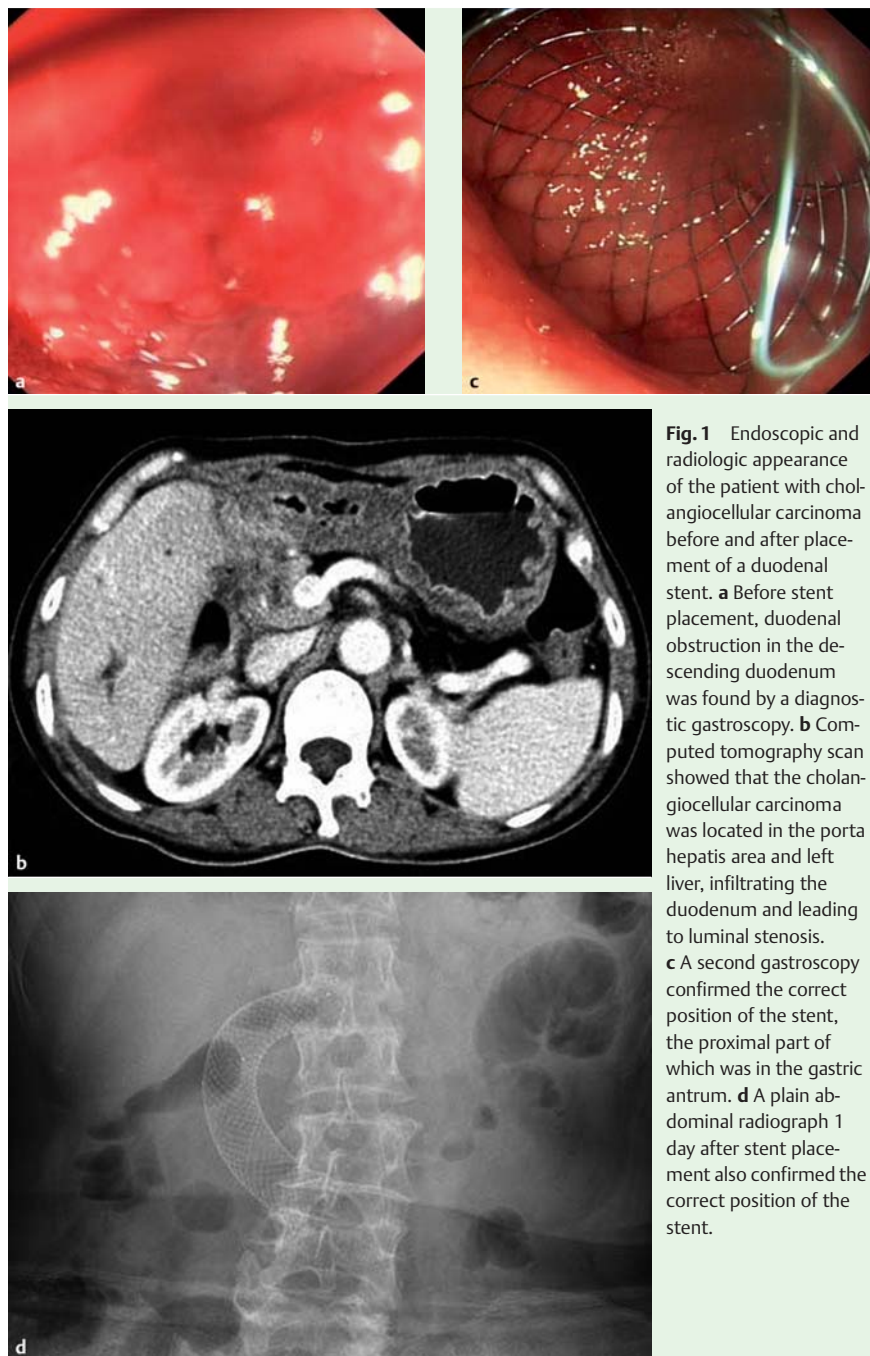 a
c
Fig. 1 Endoscopic and
radiologic appearance
of the patient with chol-
angiocellular carcinoma
before and after place-
ment of a duodenal
stent. a Before stent
placement, duodenal
obstruction in the de-
scending duodenum
was found by a diagnos-
tic gastroscopy. b Com-
puted tomography scan
showed that the cholan-
giocellular carcinoma
was located in the porta
hepatis area and left
liver, infiltrating the
duodenum and leading
to luminal stenosis.
c A second gastroscopy
confirmed the correct
position of the stent,
the proximal part of
which was in the gastric
antrum. d A plain ab-
dominal radiograph 1
day after stent place-
ment also confirmed the
correct position of the
stent.
b
d